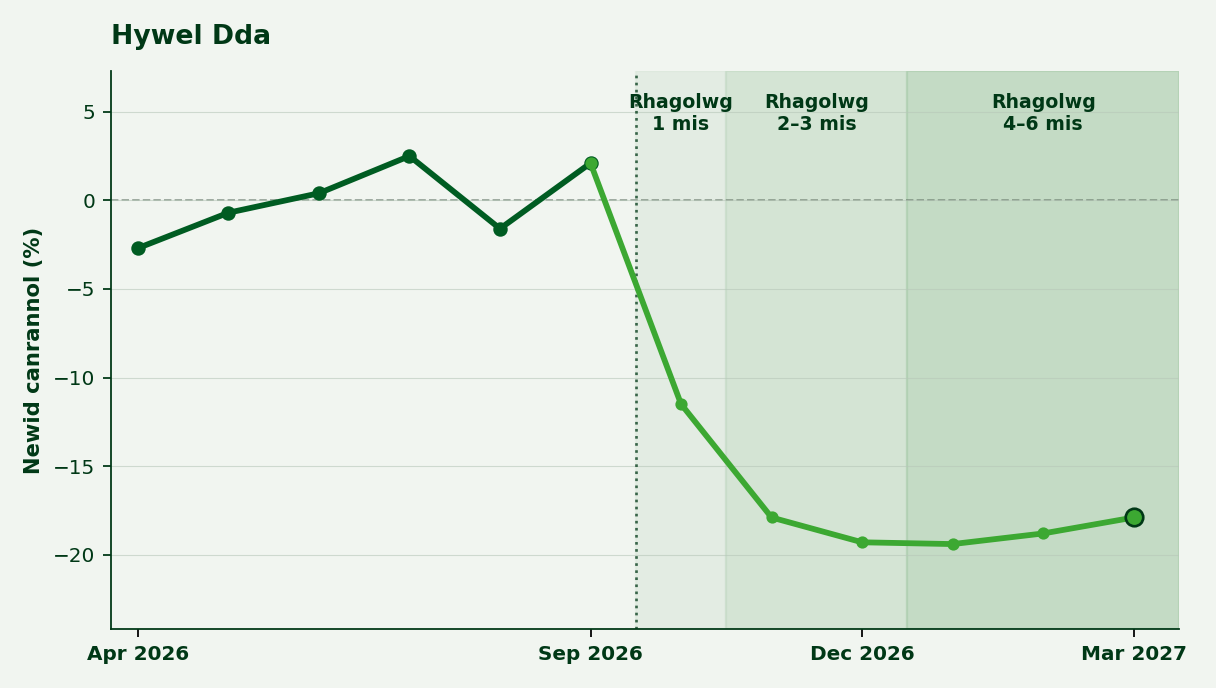 Hywel Dda
Rhagolwg
1 mis
Rhagolwg
2–3 mis
Rhagolwg
4–6 mis
Newid canrannol (%)
5
0
−5
−10
−15
−20
Apr 2026
Sep 2026
Dec 2026
Mar 2027